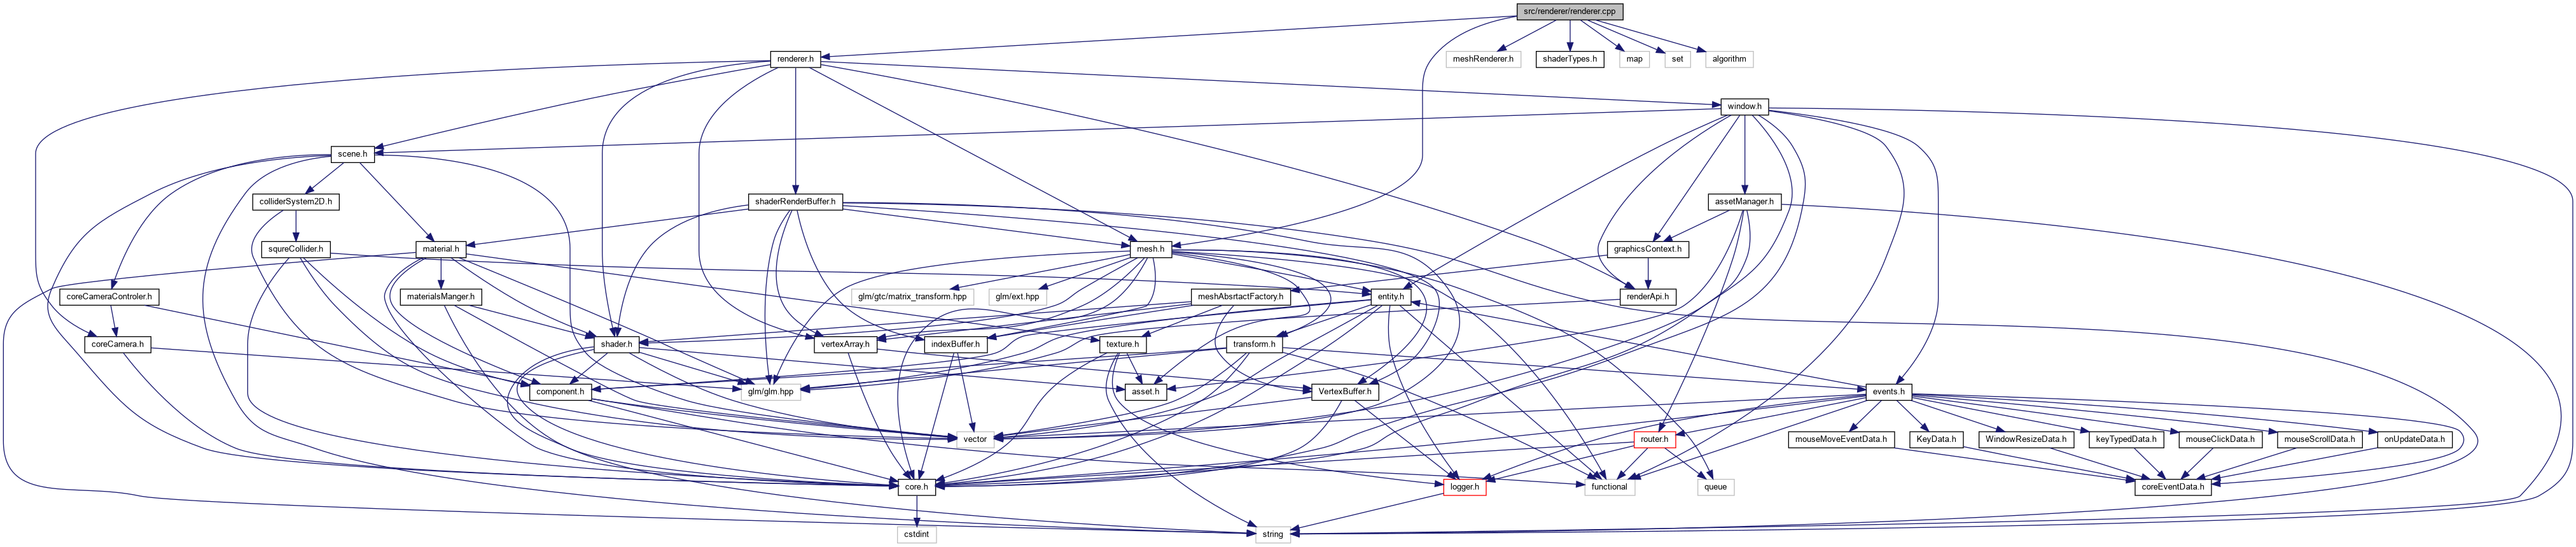 src/renderer/renderer.cpp
renderer.h
meshRenderer.h
shaderTypes.h
map
set
algorithm
window.h
scene.h
colliderSystem2D.h
shaderRenderBuffer.h
assetManager.h
squreCollider.h
material.h
mesh.h
graphicsContext.h
coreCameraControler.h
materialsManger.h
glm/gtc/matrix_transform.hpp
glm/ext.hpp
meshAbsrtactFactory.h
entity.h
renderApi.h
coreCamera.h
shader.h
vertexArray.h
indexBuffer.h
texture.h
transform.h
component.h
glm/glm.hpp
asset.h
VertexBuffer.h
events.h
vector
router.h
mouseMoveEventData.h
KeyData.h
WindowResizeData.h
keyTypedData.h
mouseClickData.h
mouseScrollData.h
onUpdateData.h
core.h
logger.h
functional
queue
coreEventData.h
cstdint
string